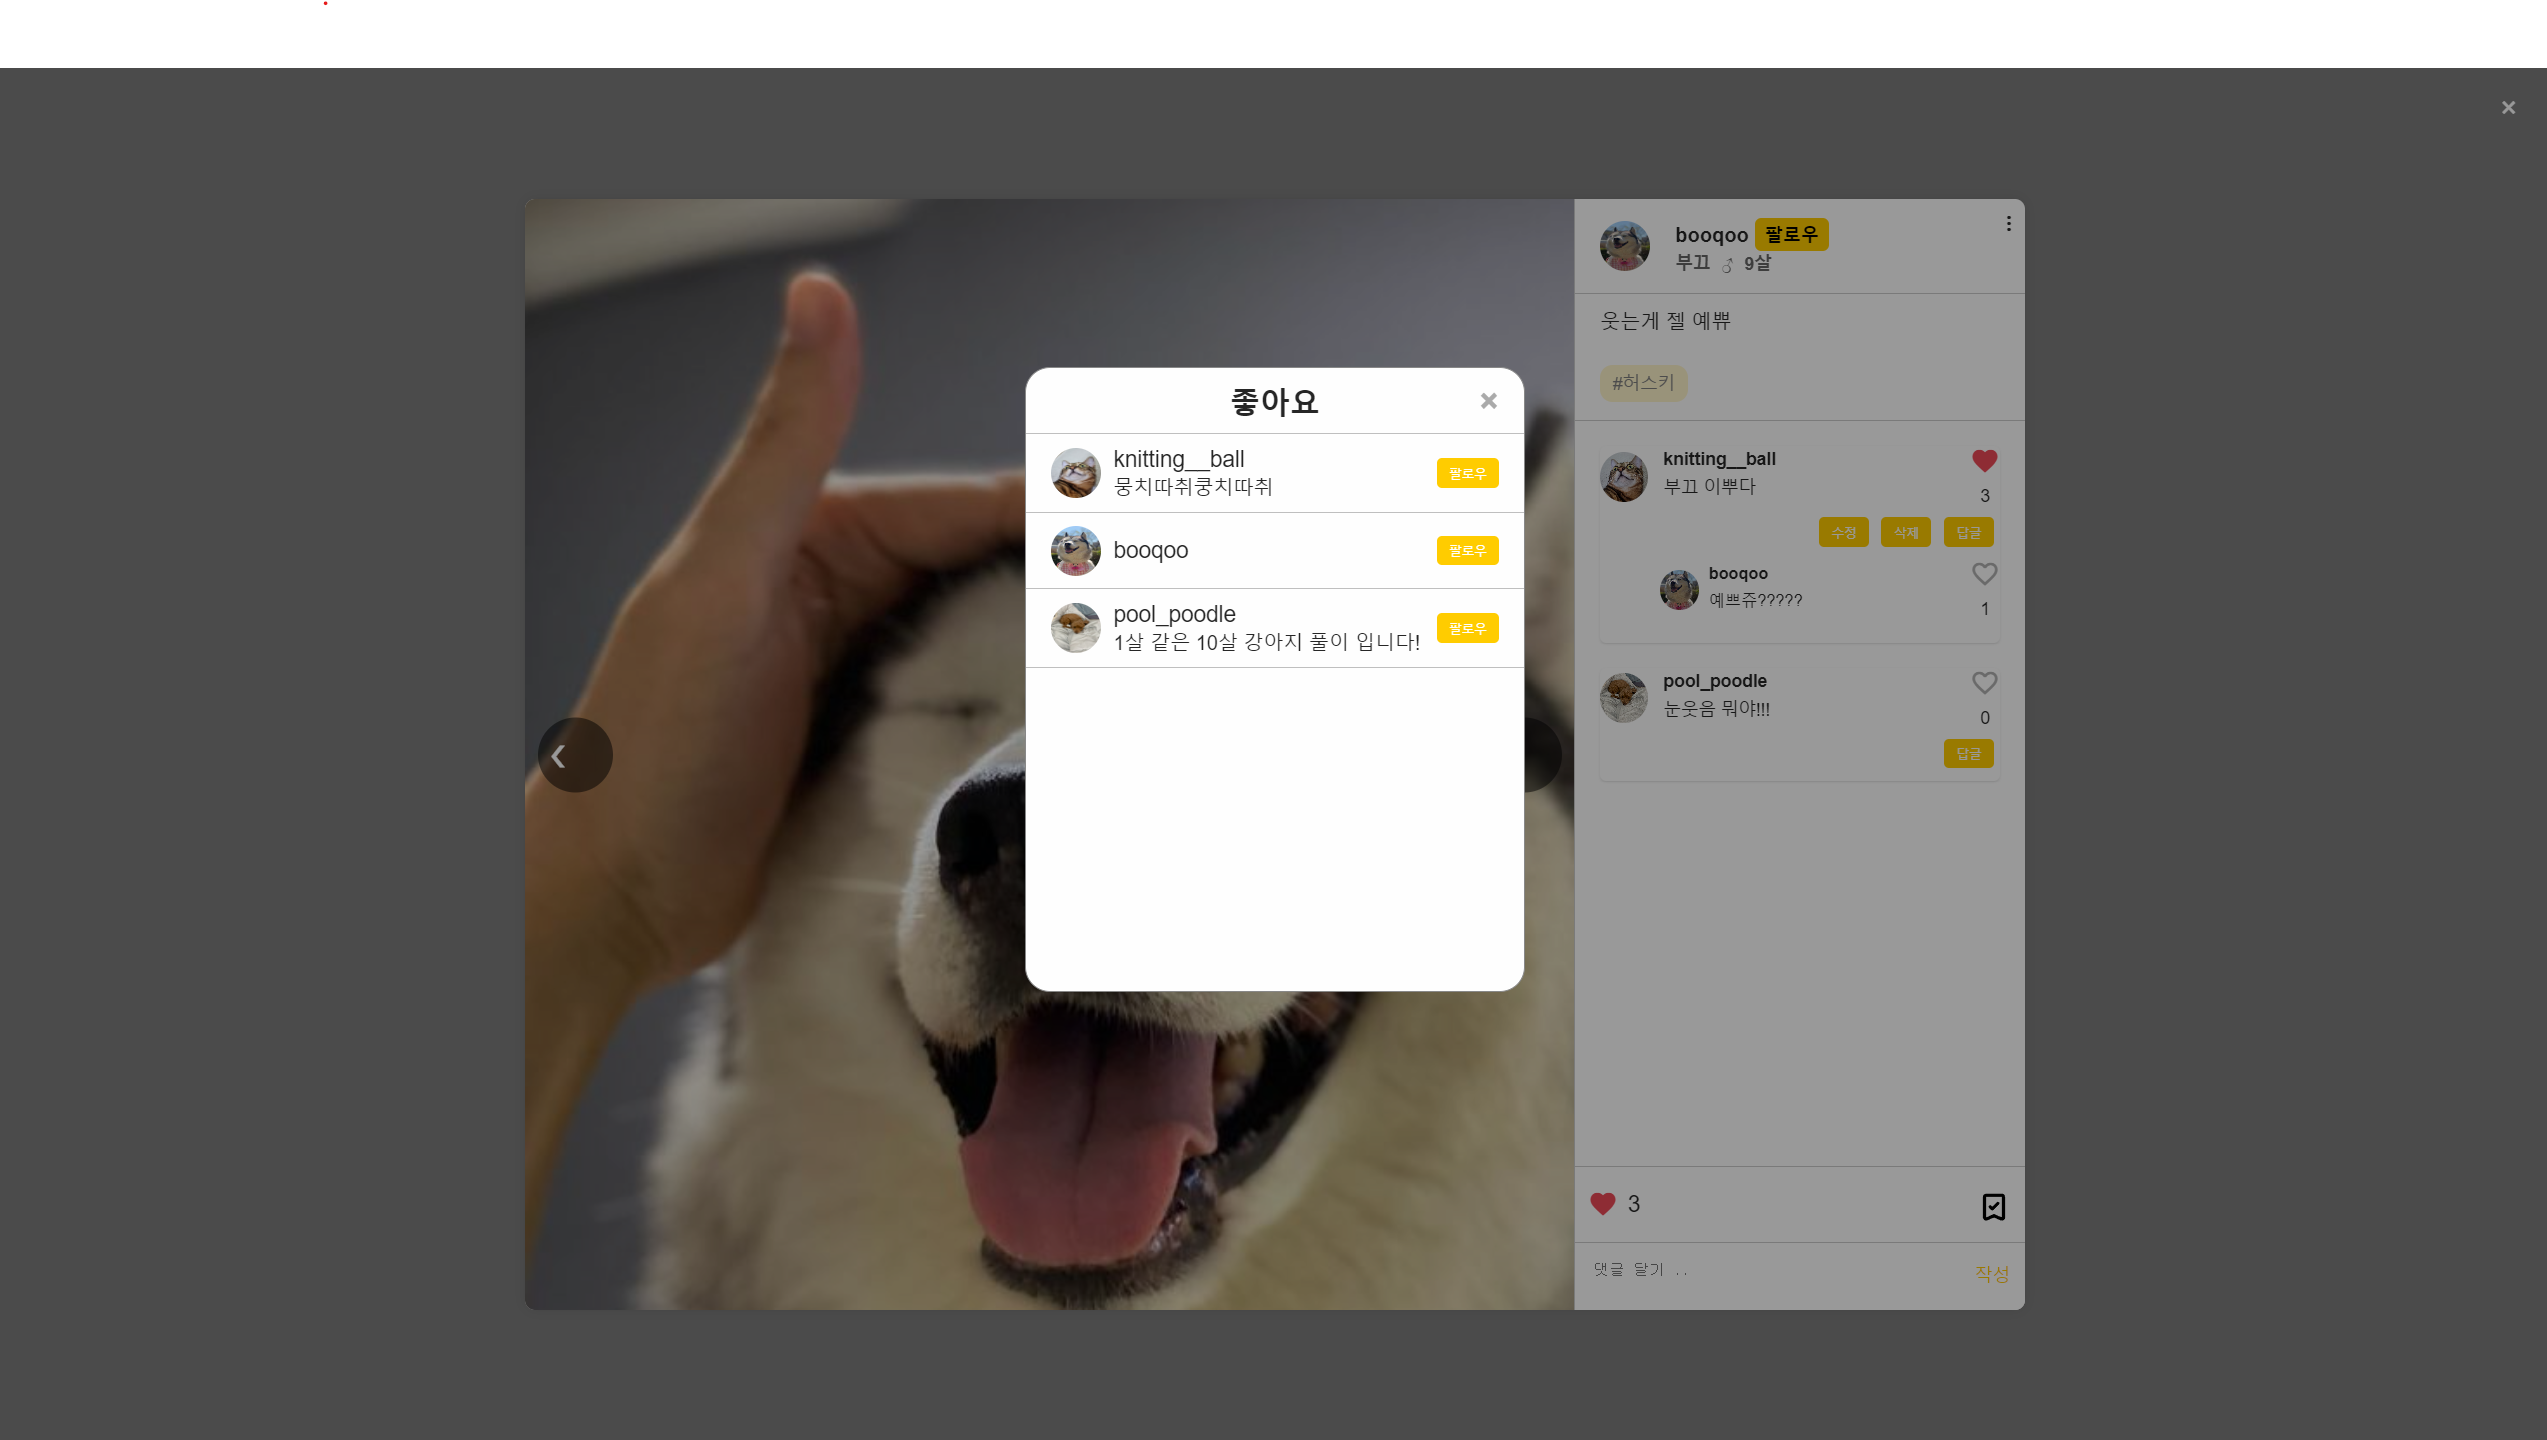 booqoo 팔로우
부끄 ♂ 9살
웃는게 젤 예쁘
#허스키
좋아요
knitting__ball
뭉치따취쿵치따취
팔로우
booqoo
팔로우
pool_poodle
1살 같은 10살 강아지 풀이 입니다!
팔로우
knitting__ball
부끄 이뿌다
3
수정 삭제 답글
booqoo
예쁘쥬?????
1
pool_poodle
눈웃음 뭐야!!!
0
답글
3
댓글 달기 ..
작성